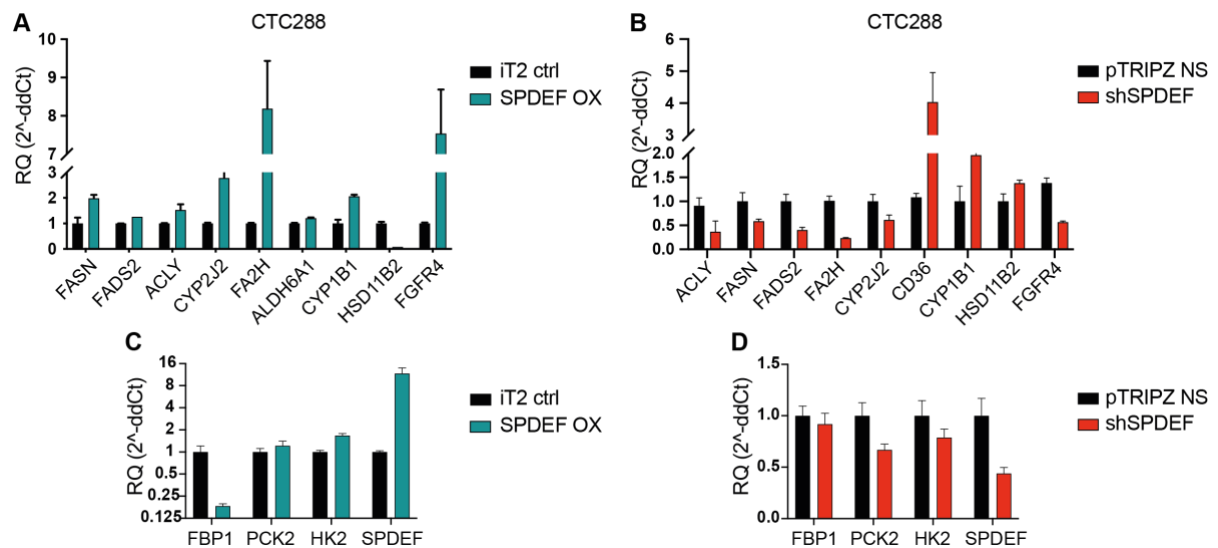 A
CTC288
RQ (2^-ddCt)
10
9
8
7
3
2
1
0
FASN
FADS2
ACLY
CYP2J2
FA2H
ALDH6A1
CYP1B1
HSD11B2
FGFR4
iT2 ctrl
SPDEF OX
B
CTC288
RQ (2^-ddCt)
6
5
4
3
2.0
1.5
1.0
0.5
0.0
ACLY
FASN
FADS2
FA2H
CYP2J2
CD36
CYP1B1
HSD11B2
FGFR4
pTRIPZ NS
shSPDEF
C
RQ (2^-ddCt)
16
8
4
2
1
0.5
0.25
0.125
FBP1 PCK2 HK2 SPDEF
iT2 ctrl
SPDEF OX
D
RQ (2^-ddCt)
1.5
1.0
0.5
0.0
FBP1 PCK2 HK2 SPDEF
pTRIPZ NS
shSPDEF